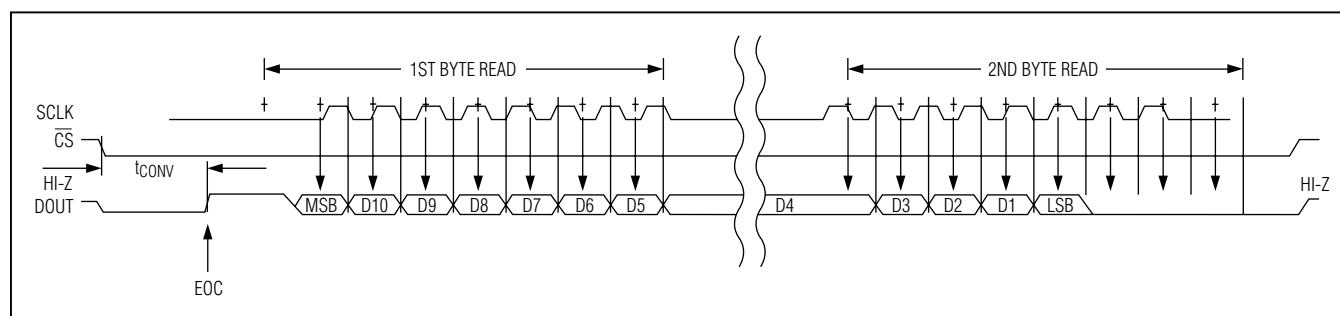 1ST BYTE READ
2ND BYTE READ
SCLK
CS
tCONV
HI-Z
HI-Z
DOUT
MSB D10 D9 D8 D7 D6 D5 D4 D3 D2 D1 LSB
EOC